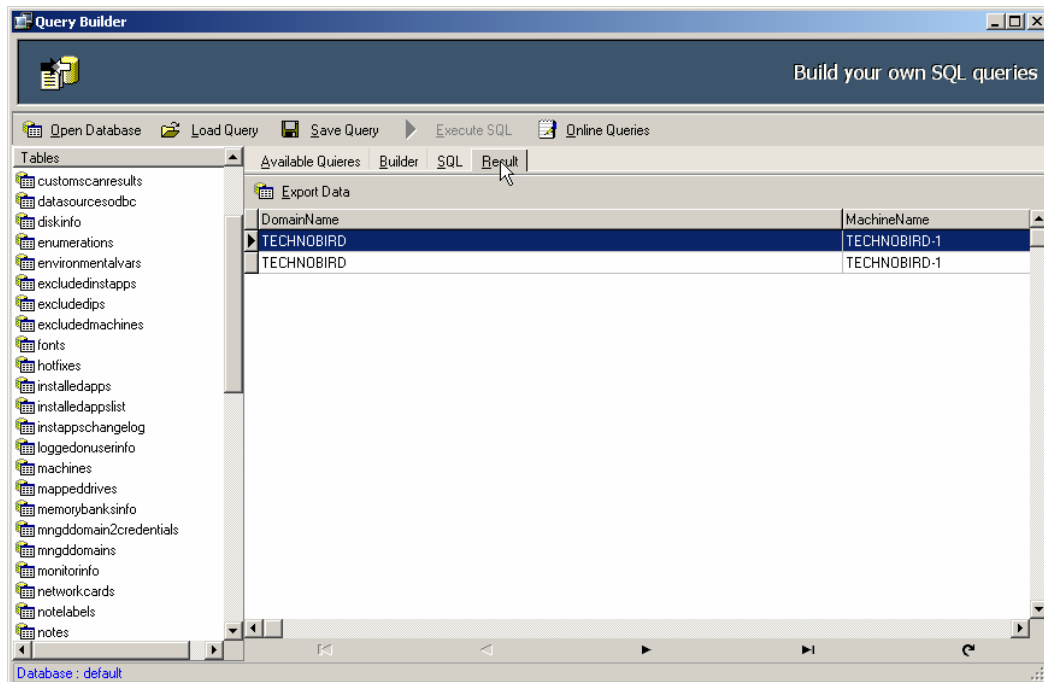 Query Builder
Build your own SQL queries
Open Database Load Query Save Query Execute SQL Online Queries
Tables
customscanresults
datasourcesodbc
diskinfo
enumerations
environmentalvars
excludedinstapps
excludedips
excludedmachines
fonts
hotfixes
installedapps
installedappslist
instappschangelog
loggedonuserinfo
machines
mappeddrives
memorybanksinfo
mngddomain2credentials
mngddomains
monitorinfo
networkcards
notelabels
notes
Available Quieres Builder SQL Result
Export Data
DomainName MachineName
TECHNOBIRD TECHNOBIRD-1
TECHNOBIRD TECHNOBIRD-1
Database : default